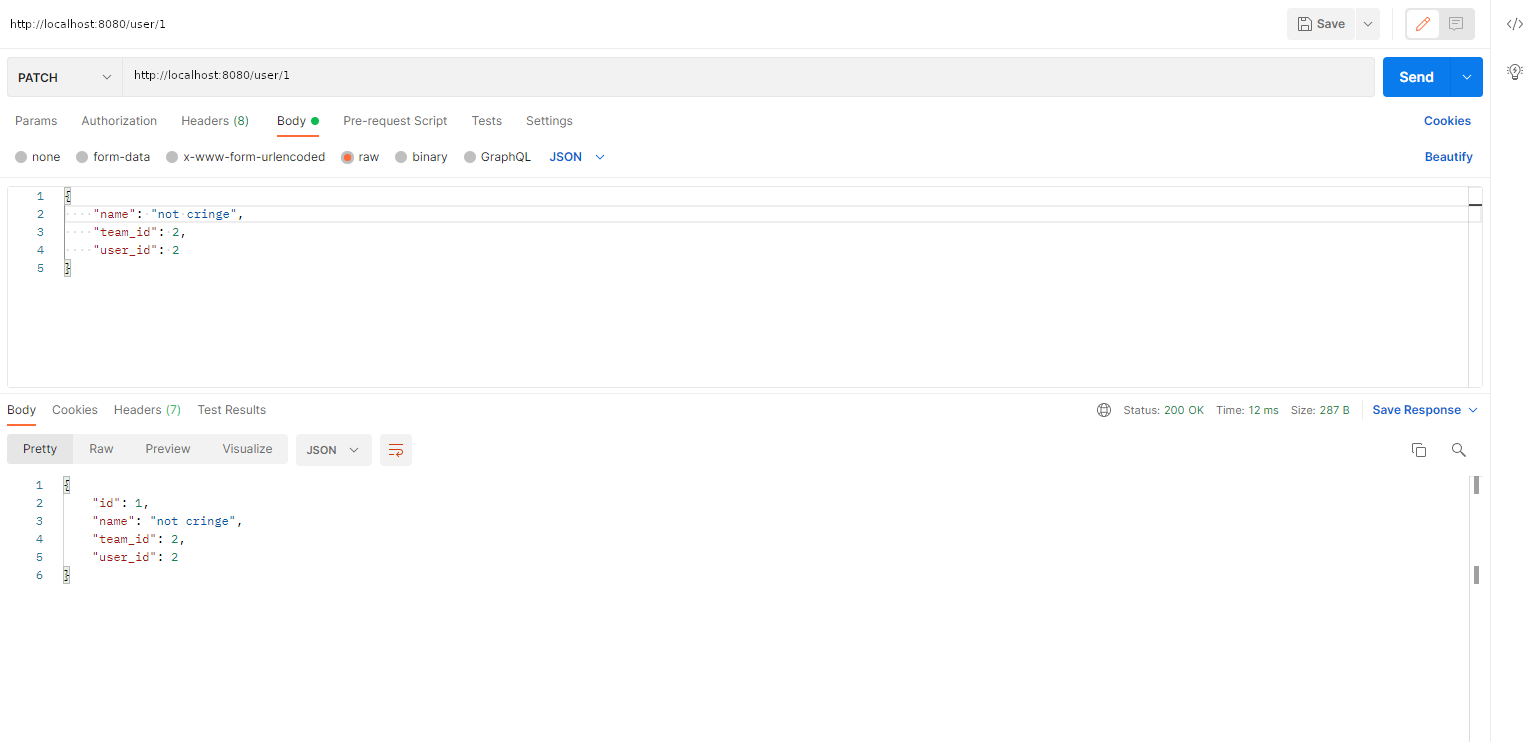 http://localhost:8080/user/1
Save
PATCH http://localhost:8080/user/1 Send
Params Authorization Headers (8) Body Pre-request Script Tests Settings Cookies
none form-data x-www-form-urlencoded raw binary GraphQL JSON Beautify
1 {
2 ····"name":·"not·cringe",
3 ····"team_id":·2,
4 ····"user_id":·2
5 }
Body Cookies Headers (7) Test Results Status: 200 OK Time: 12 ms Size: 287 B Save Response
Pretty Raw Preview Visualize JSON
1 {
2 "id": 1,
3 "name": "not cringe",
4 "team_id": 2,
5 "user_id": 2
6 }